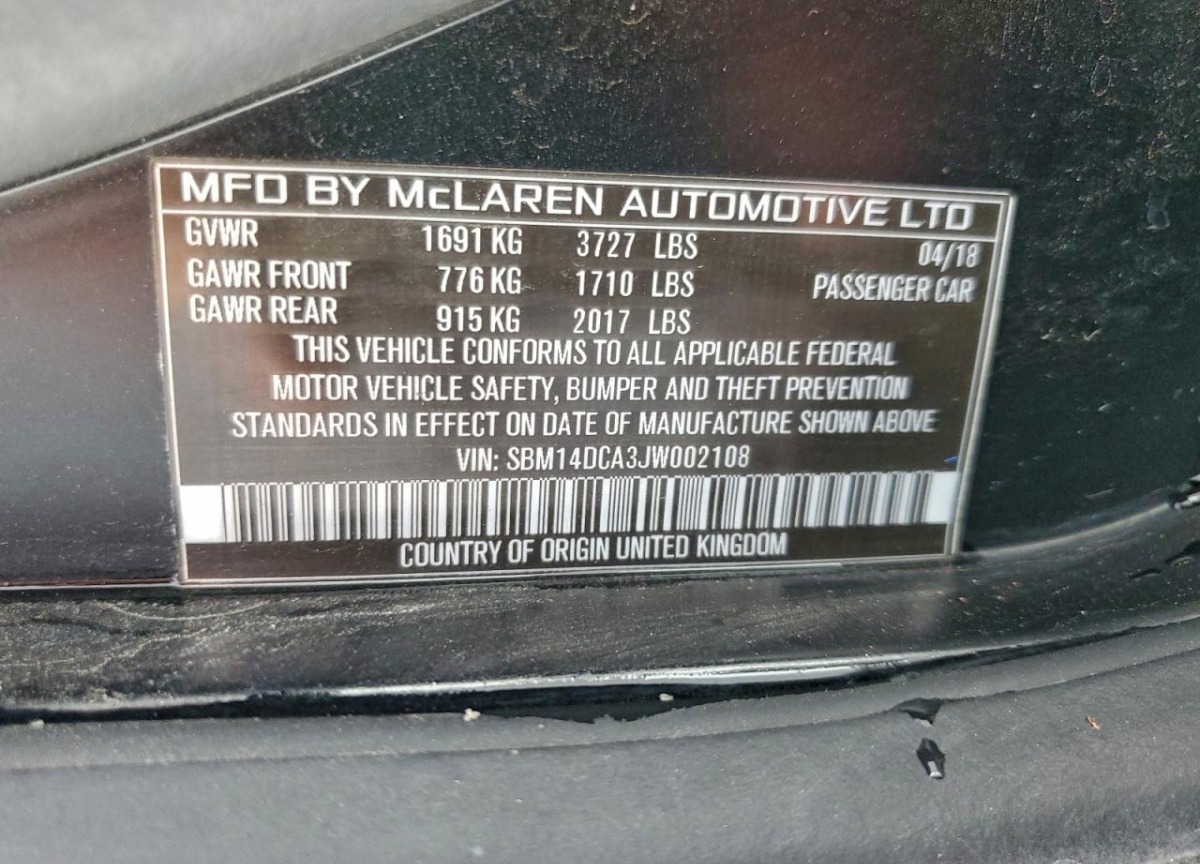 MFD BY McLAREN AUTOMOTIVE LTD
GVWR 1691 KG 3727 LBS 04/18
GAWR FRONT 776 KG 1710 LBS PASSENGER CAR
GAWR REAR 915 KG 2017 LBS
THIS VEHICLE CONFORMS TO ALL APPLICABLE FEDERAL
MOTOR VEHICLE SAFETY, BUMPER AND THEFT PREVENTION
STANDARDS IN EFFECT ON DATE OF MANUFACTURE SHOWN ABOVE
VIN: SBM14DCA3JW002108
COUNTRY OF ORIGIN UNITED KINGDOM